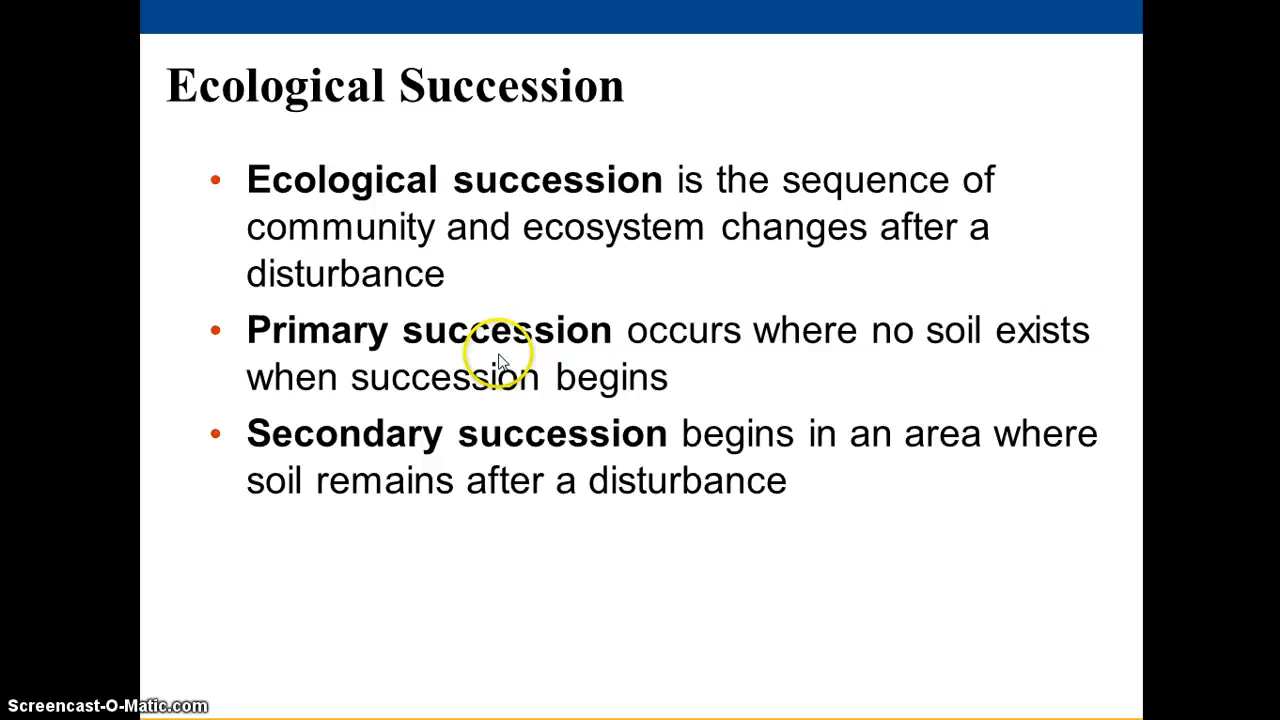 Ecological Succession
• Ecological succession is the sequence of
community and ecosystem changes after a
disturbance
• Primary succession occurs where no soil exists
when succession begins
• Secondary succession begins in an area where
soil remains after a disturbance
Screencast-O-Matic.com